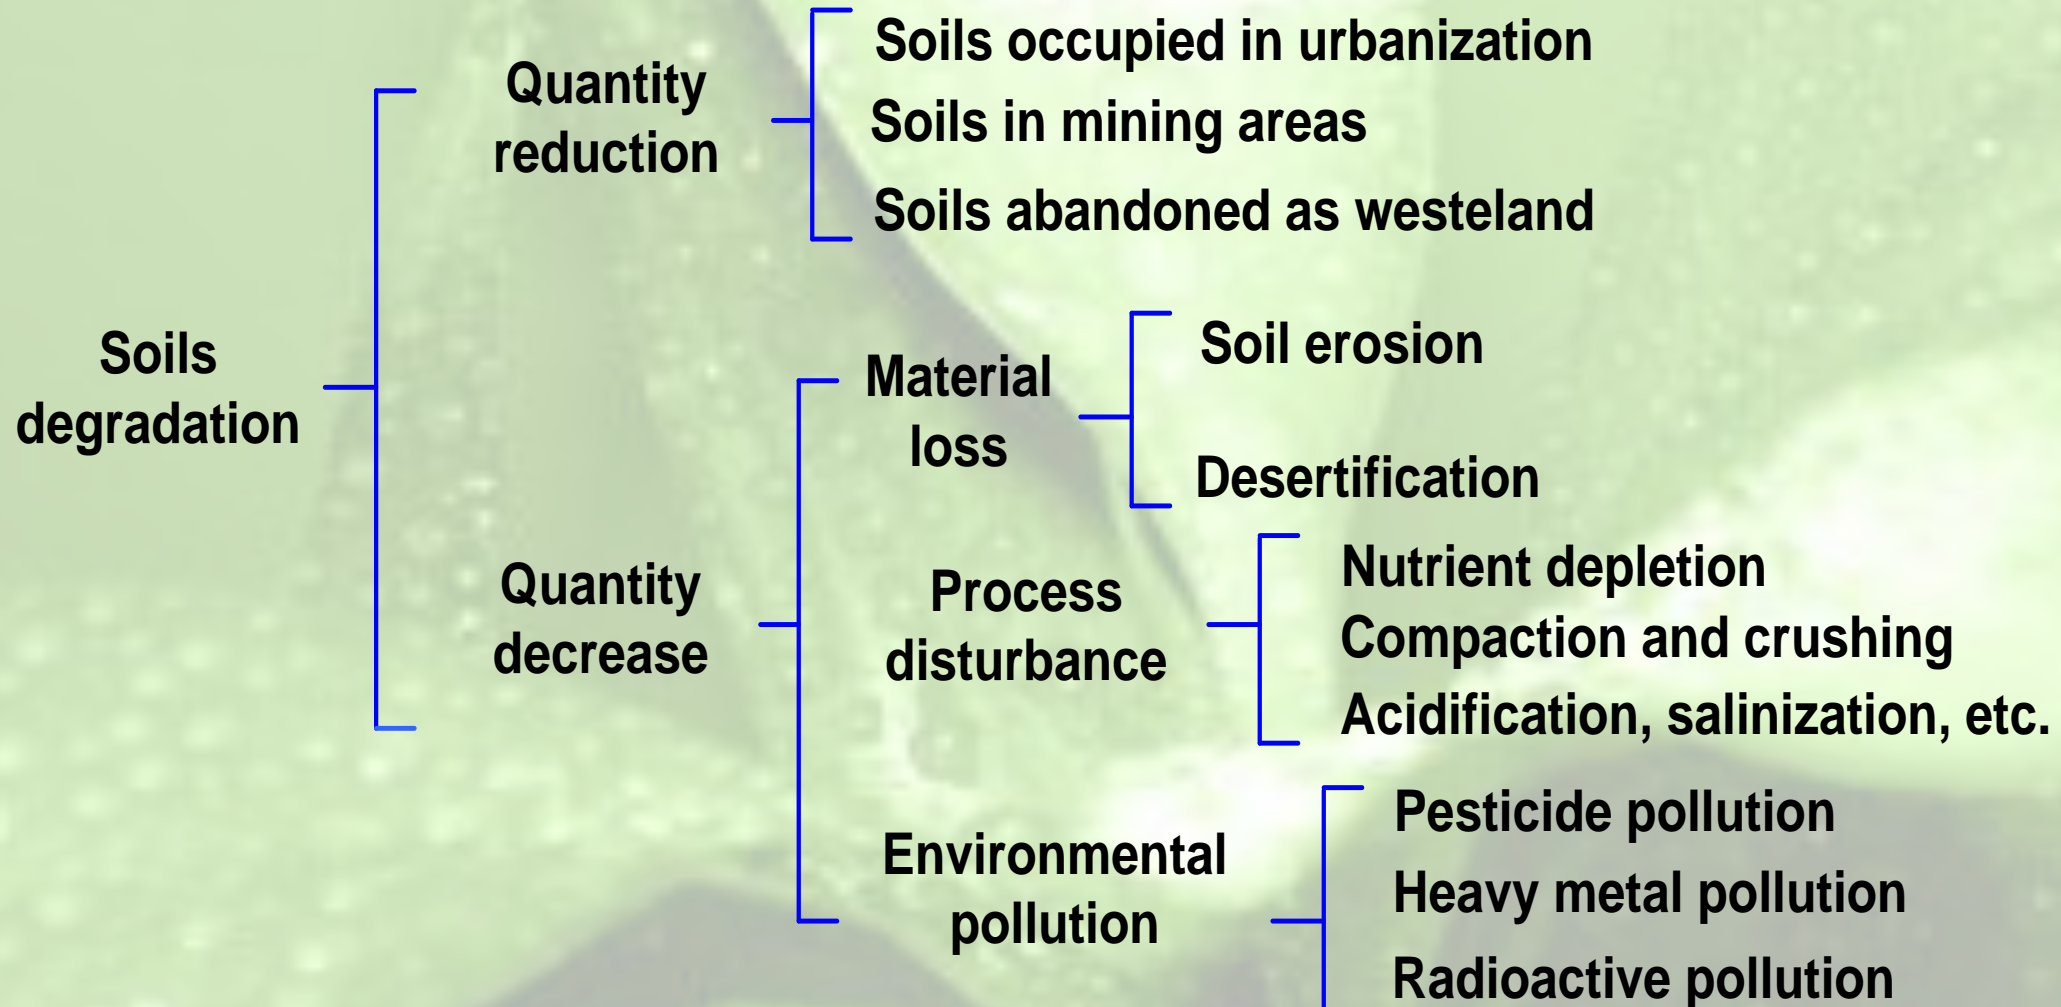 Soils
degradation
Quantity
reduction
Soils occupied in urbanization
Soils in mining areas
Soils abandoned as westeland
Quantity
decrease
Material
loss
Soil erosion
Desertification
Process
disturbance
Nutrient depletion
Compaction and crushing
Acidification, salinization, etc.
Environmental
pollution
Pesticide pollution
Heavy metal pollution
Radioactive pollution